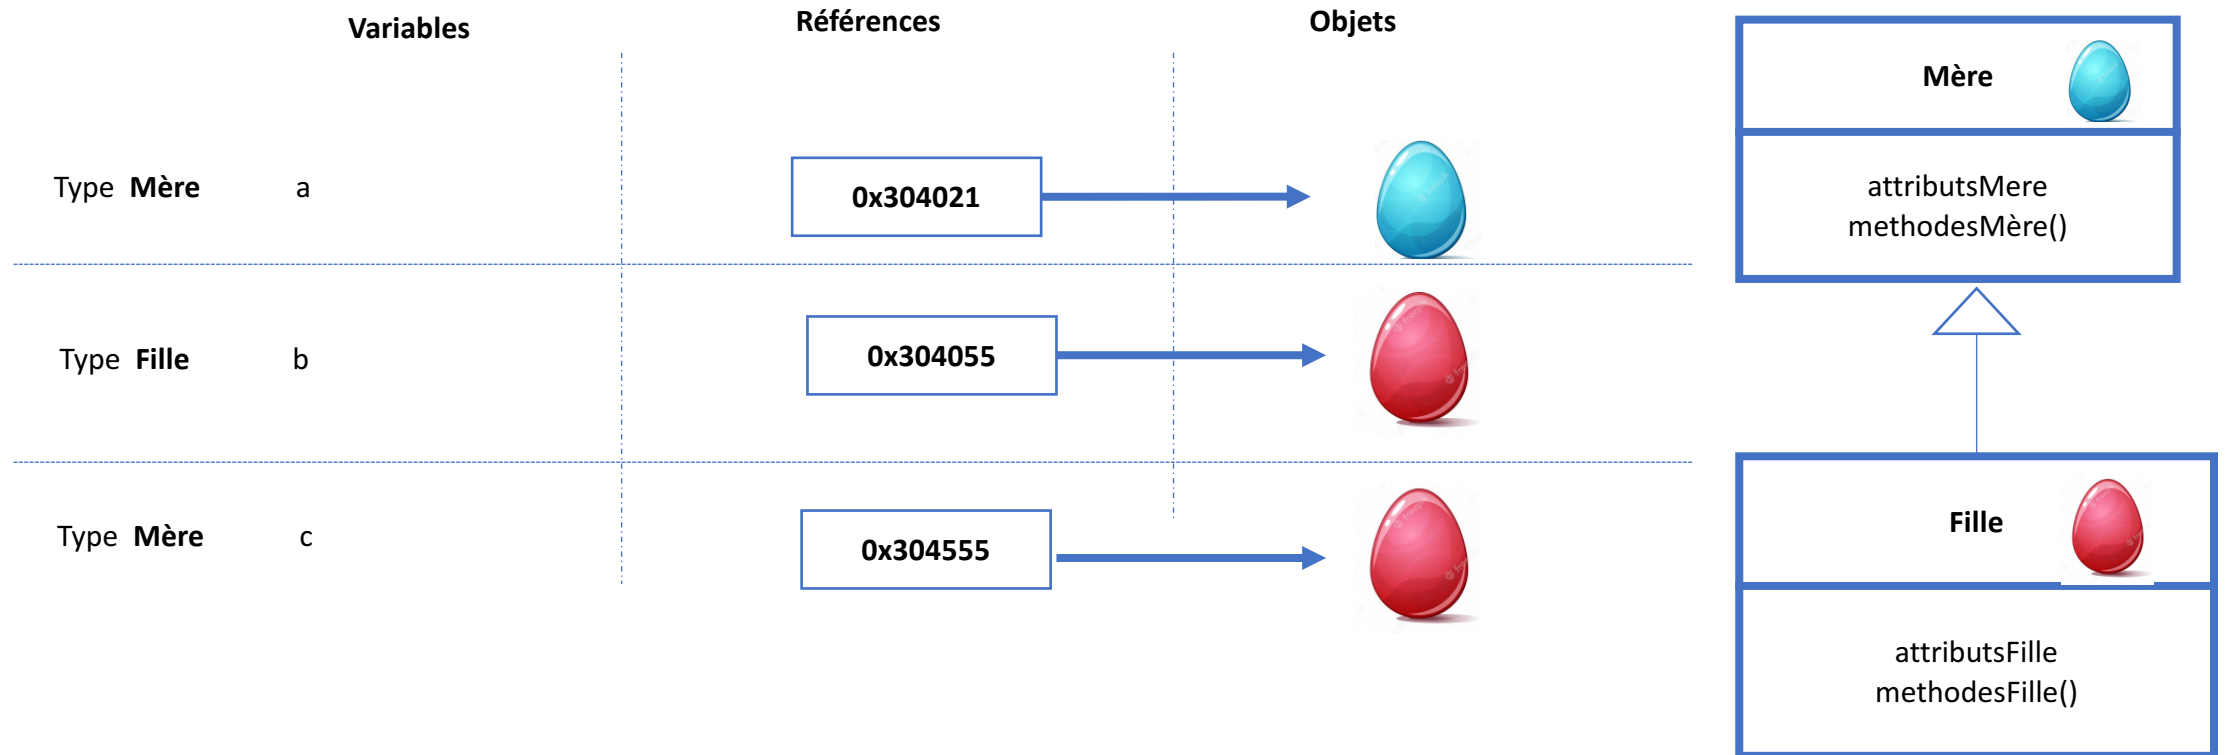 Variables
Références
Objets
Mère
Type Mère a
0x304021
attributsMere
methodesMère()
Type Fille b
0x304055
Type Mère c
0x304555
Fille
attributsFille
methodesFille()